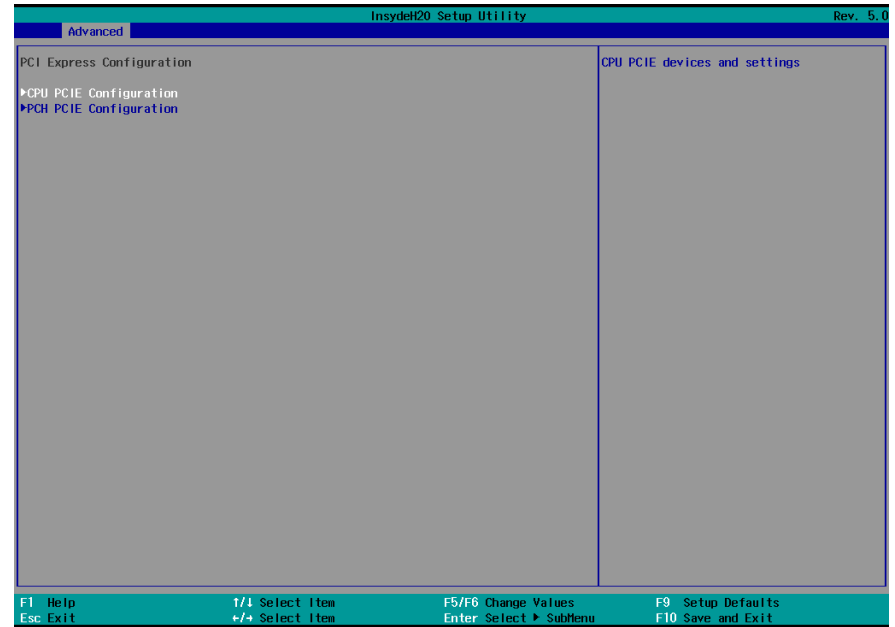 InsydeH2O Setup Utility Rev. 5.0
Advanced
PCI Express Configuration
CPU PCIE devices and settings
▶CPU PCIE Configuration
▶PCH PCIE Configuration
F1 Help ↑/↓ Select Item F5/F6 Change Values F9 Setup Defaults
Esc Exit ←/→ Select Item Enter Select ▶ SubMenu F10 Save and Exit